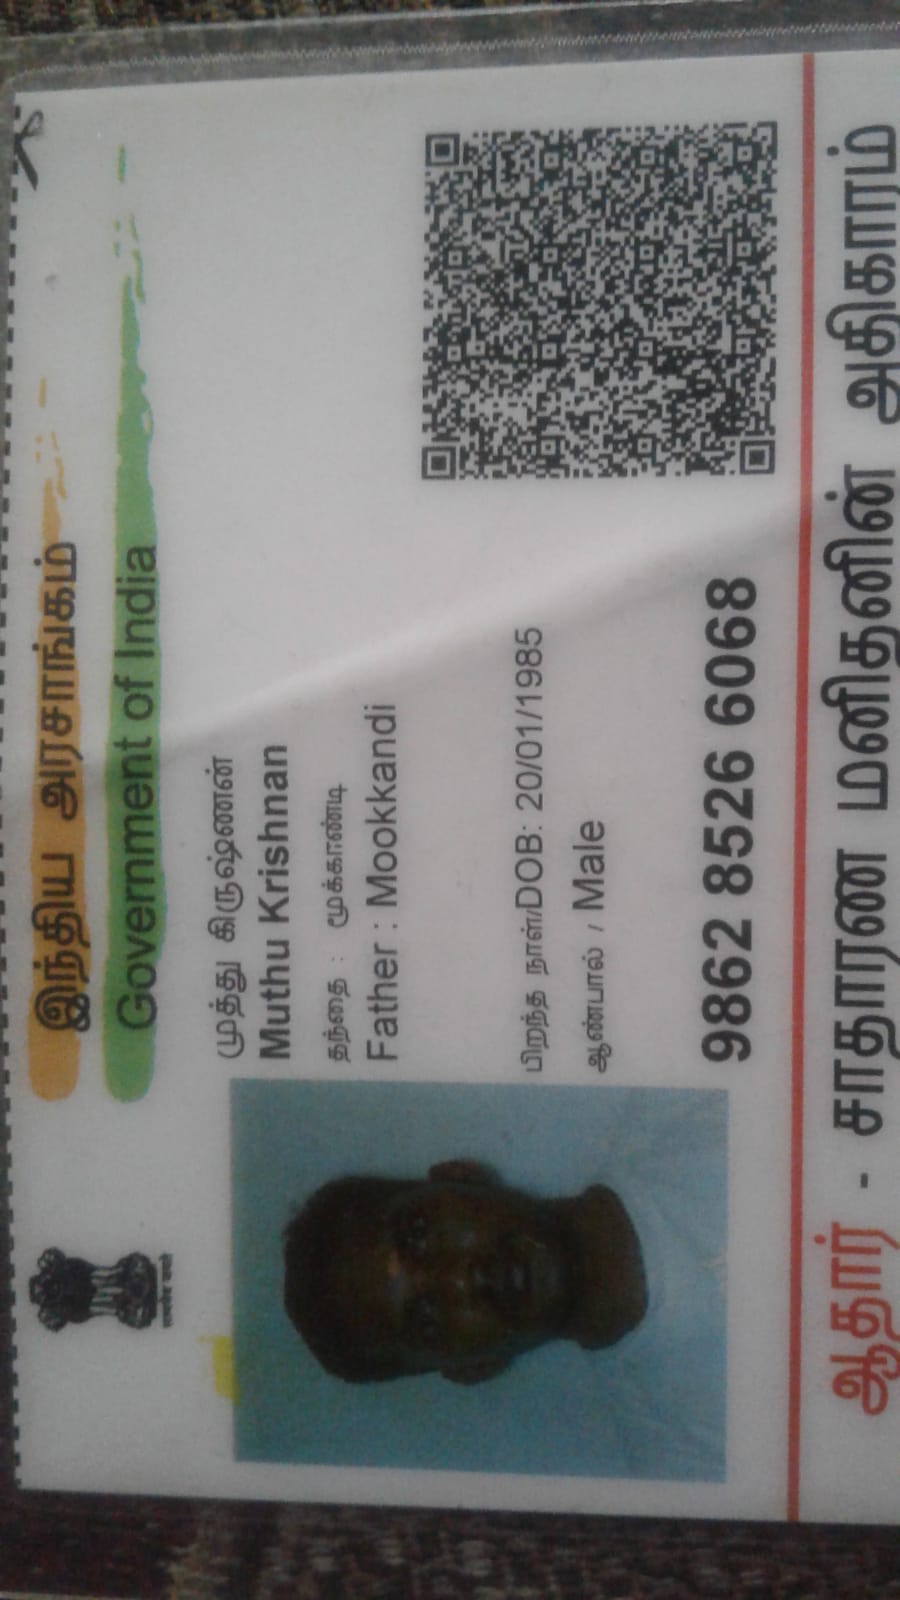 இந்திய அரசாங்கம்
Government of India
முத்து கிருஷ்ணன்
Muthu Krishnan
தந்தை : மூக்காண்டி
Father : Mookkandi
பிறந்த நாள்/DOB: 20/01/1985
ஆண்பால் / Male
9862 8526 6068
ஆதார் - சாதாரண மனிதனின் அதிகாரம்